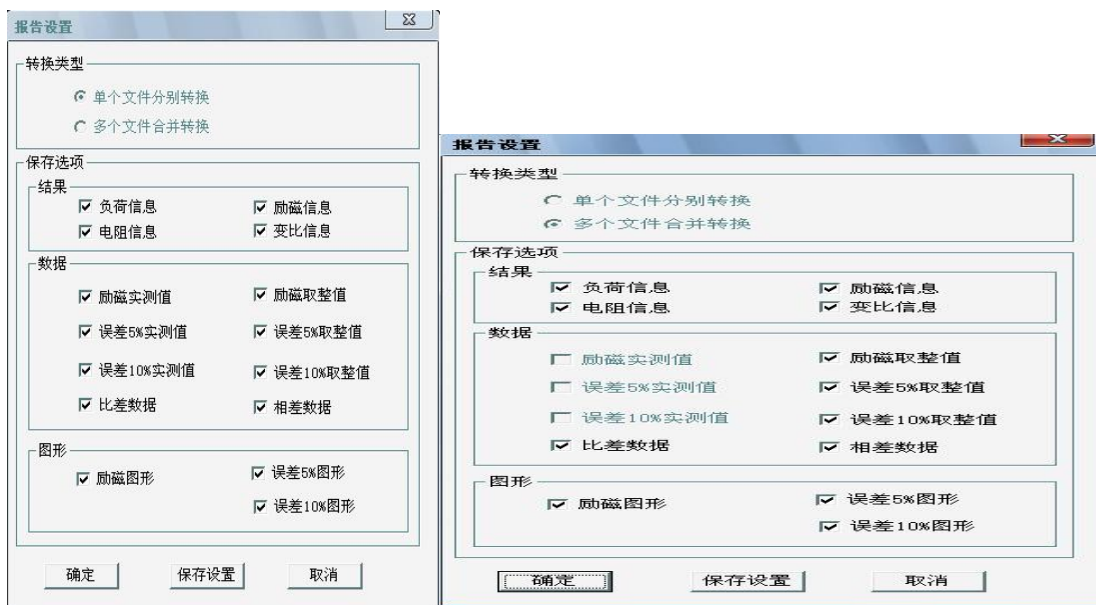 报告设置
转换类型
单个文件分别转换
多个文件合并转换
保存选项
结果
负荷信息 励磁信息
电阻信息 变比信息
数据
励磁实测值 励磁取整值
误差5%实测值 误差5%取整值
误差10%实测值 误差10%取整值
比差数据 相差数据
图形
励磁图形 误差5%图形
误差10%图形
确定 保存设置 取消
报告设置
转换类型
单个文件分别转换
多个文件合并转换
保存选项
结果
负荷信息 励磁信息
电阻信息 变比信息
数据
励磁实测值 励磁取整值
误差5%实测值 误差5%取整值
误差10%实测值 误差10%取整值
比差数据 相差数据
图形
励磁图形 误差5%图形
误差10%图形
确定 保存设置 取消